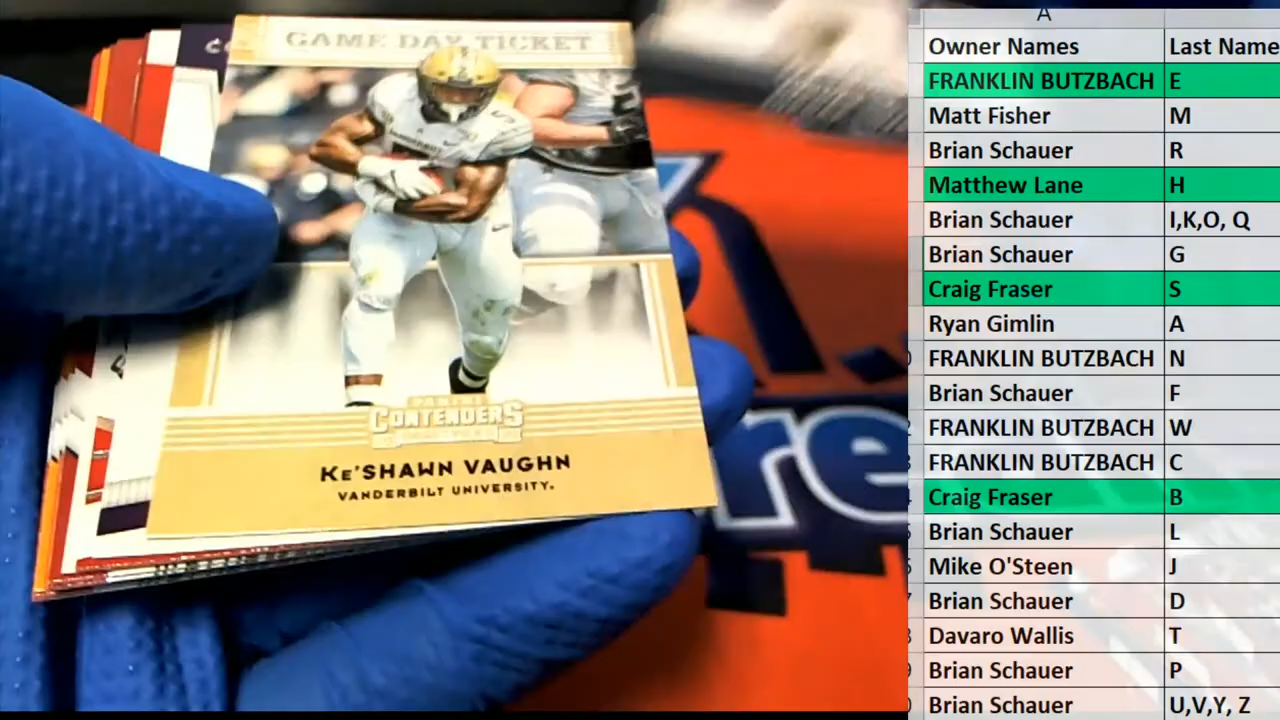 GAME DAY TICKET
PANINI
CONTENDERS
KE'SHAWN VAUGHN
VANDERBILT UNIVERSITY.
re
A
Owner Names Last Name
FRANKLIN BUTZBACH E
Matt Fisher M
Brian Schauer R
Matthew Lane H
Brian Schauer I,K,O, Q
Brian Schauer G
Craig Fraser S
Ryan Gimlin A
FRANKLIN BUTZBACH N
Brian Schauer F
FRANKLIN BUTZBACH W
FRANKLIN BUTZBACH C
Craig Fraser B
Brian Schauer L
Mike O'Steen J
Brian Schauer D
Davaro Wallis T
Brian Schauer P
Brian Schauer U,V,Y, Z